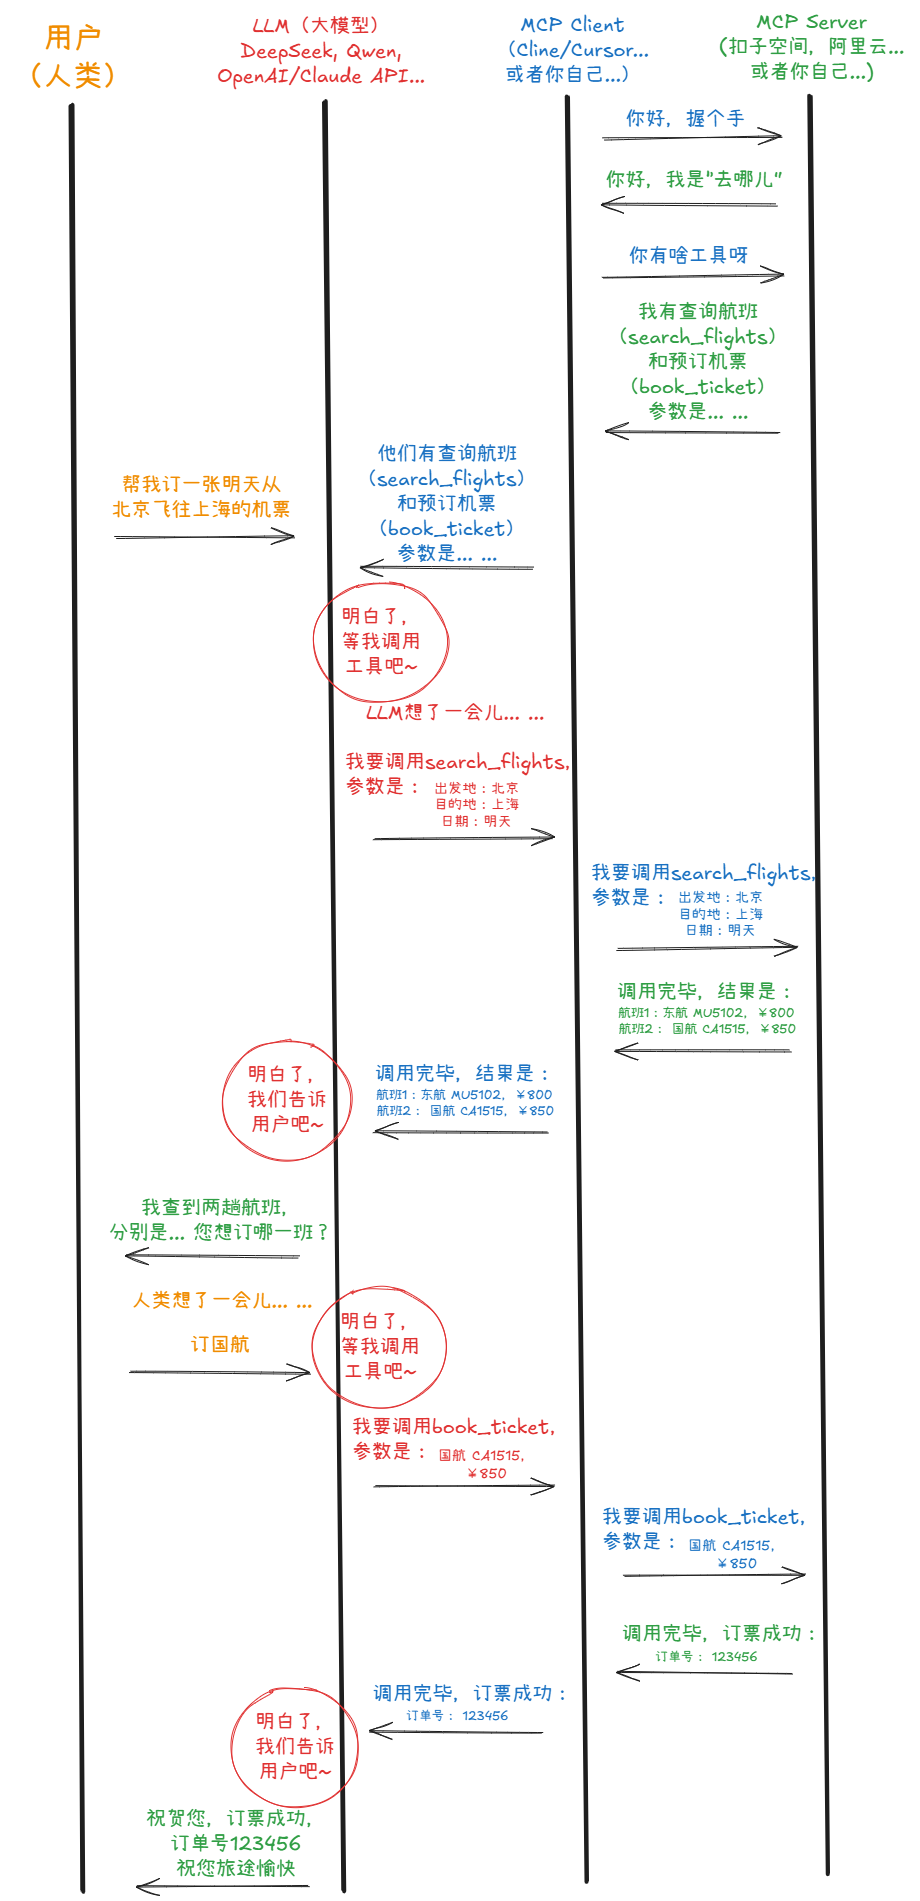 用户
（人类）
LLM（大模型）
DeepSeek, Qwen,
OpenAI/Claude API...
MCP Client
（Cline/Cursor...
或者你自己...）
MCP Server
(扣子空间，阿里云...
或者你自己...)
你好，握个手
你好，我是"去哪儿"
你有啥工具呀
我有查询航班
（search_flights）
和预订机票
（book_ticket）
参数是... ...
他们有查询航班
（search_flights）
和预订机票
（book_ticket）
参数是... ...
帮我订一张明天从
北京飞往上海的机票
明白了，
等我调用
工具吧~
LLM想了一会儿... ...
我要调用search_flights,
参数是：
出发地：北京
目的地：上海
日期：明天
我要调用search_flights,
参数是：
出发地：北京
目的地：上海
日期：明天
调用完毕，结果是：
航班1：东航 MU5102，￥800
航班2： 国航 CA1515，￥850
调用完毕，结果是：
航班1：东航 MU5102，￥800
航班2： 国航 CA1515，￥850
明白了，
我们告诉
用户吧~
我查到两趟航班，
分别是... 您想订哪一班？
人类想了一会儿... ...
订国航
明白了，
等我调用
工具吧~
我要调用book_ticket,
参数是：
国航 CA1515，
￥850
我要调用book_ticket,
参数是：
国航 CA1515，
￥850
调用完毕，订票成功：
订单号： 123456
调用完毕，订票成功：
订单号： 123456
明白了，
我们告诉
用户吧~
祝贺您，订票成功，
订单号123456
祝您旅途愉快